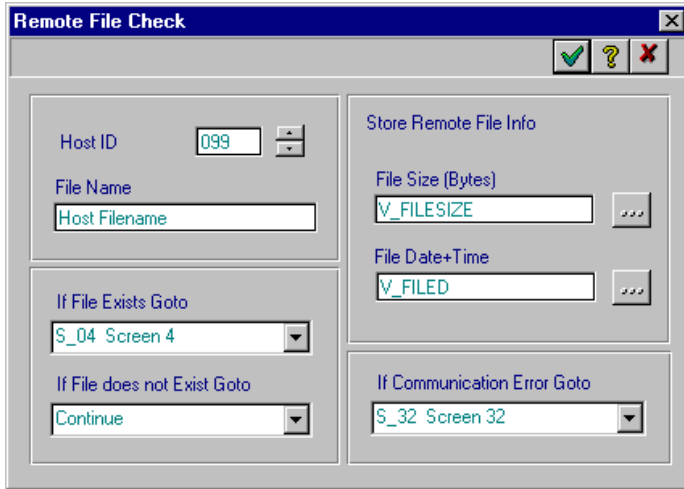 Remote File Check
Host ID
099
File Name
Host Filename
If File Exists Goto
S_04 Screen 4
If File does not Exist Goto
Continue
Store Remote File Info
File Size (Bytes)
V_FILESIZE
...
File Date+Time
V_FILED
...
If Communication Error Goto
S_32 Screen 32